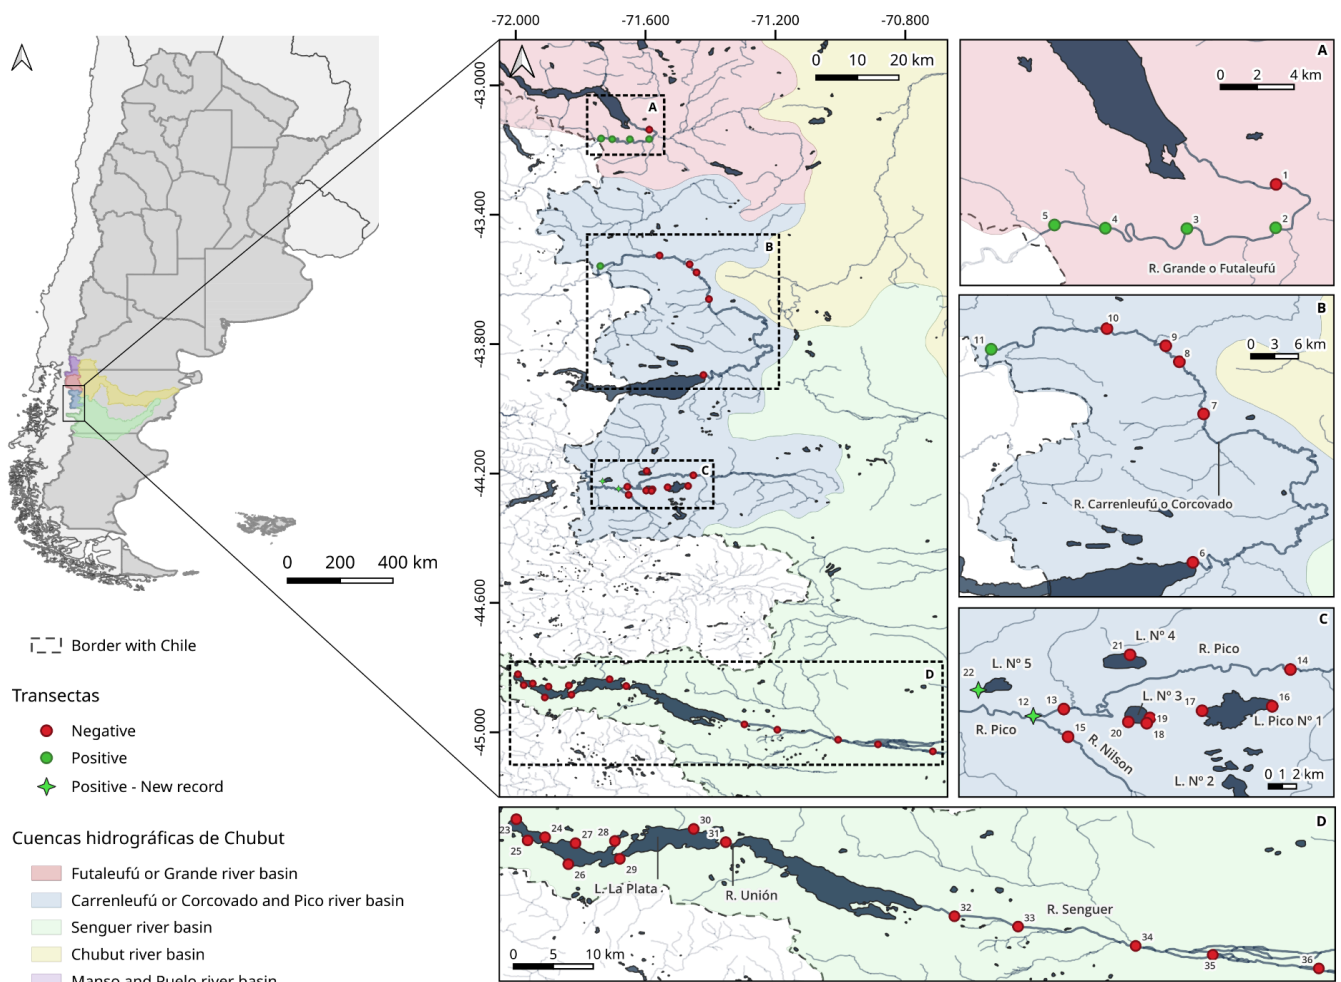 -72.000 -71.600 -71.200 -70.800
-43.000
-43.400
-43.800
-44.200
-44.600
-45.000
0 10 20 km
A
B
C
D
0 200 400 km
Border with Chile
Transectas
Negative
Positive
Positive - New record
Cuencas hidrográficas de Chubut
Futaleufú or Grande river basin
Carrenleufú or Corcovado and Pico river basin
Senguer river basin
Chubut river basin
Manso and Puelo river basin
A
0 2 4 km
1
5 4 3 2
R. Grande o Futaleufú
B
0 3 6 km
10
11 9
8
7
R. Carrenleufú o Corcovado
6
C
L. Nº 4
21
R. Pico
14
L. Nº 5
22
L. Nº 3
12 13 17 16
19
L. Pico Nº 1
R. Pico 15 20 18
R. Nilson
L. Nº 2
0 1 2 km
D
23 24 27 28 30
31
25 26 29
L. La Plata
R. Unión
32
R. Senguer
33
34
35
36
0 5 10 km